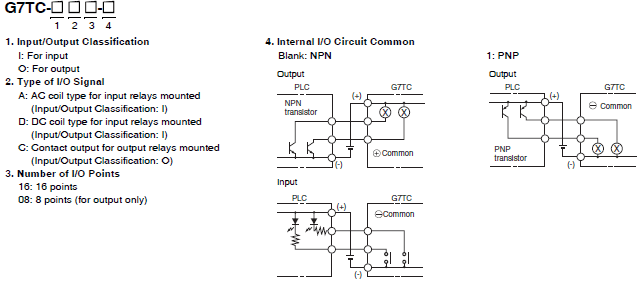 G7TC-□ □ □-□
1 2 3 4
1. Input/Output Classification
I: For input
O: For output
2. Type of I/O Signal
A: AC coil type for input relays mounted
(Input/Output Classification: I)
D: DC coil type for input relays mounted
(Input/Output Classification: I)
C: Contact output for output relays mounted
(Input/Output Classification: O)
3. Number of I/O Points
16: 16 points
08: 8 points (for output only)
4. Internal I/O Circuit Common
Blank: NPN
Output
PLC
G7TC
(+)
NPN
transistor
⊕Common
(-)
Input
PLC
G7TC
(+)
⊖Common
(-)
1: PNP
Output
PLC
G7TC
(+)
⊖ Common
PNP
transistor
(-)